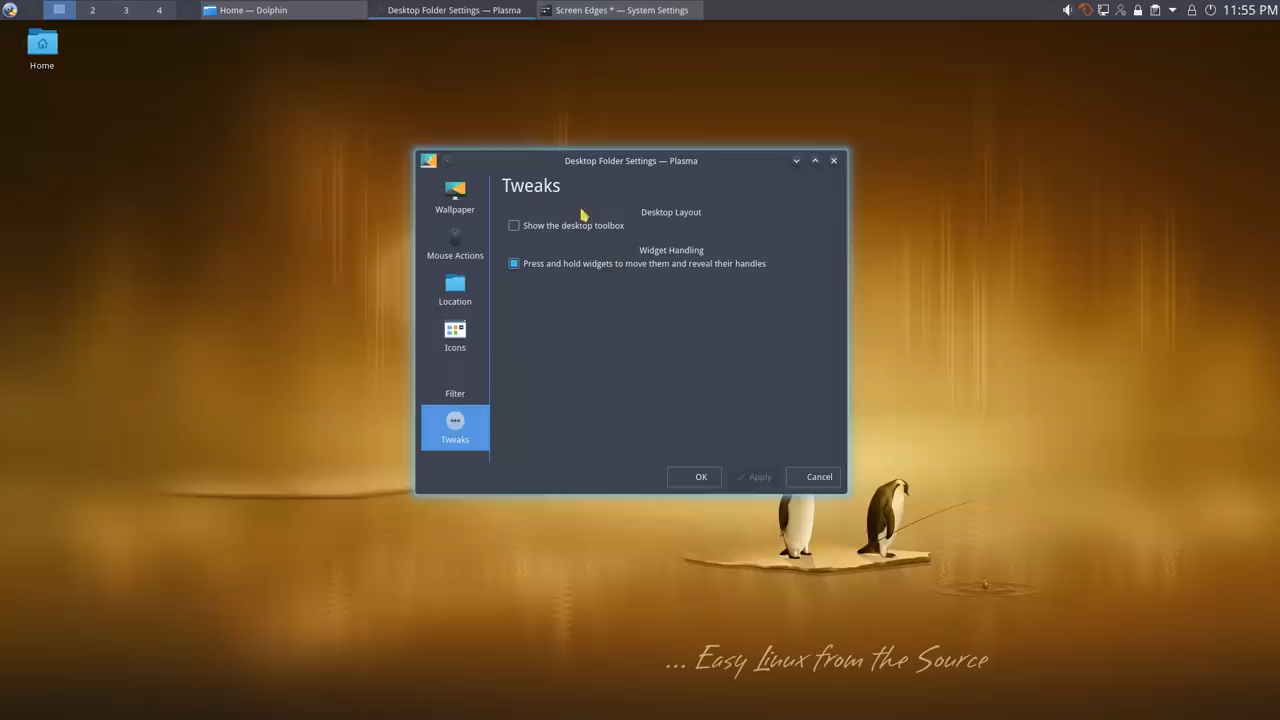 2
3
4
Home — Dolphin
Desktop Folder Settings — Plasma
Screen Edges * — System Settings
11:55 PM
Home
Desktop Folder Settings — Plasma
Wallpaper
Mouse Actions
Location
Icons
Filter
Tweaks
Tweaks
Desktop Layout
Show the desktop toolbox
Widget Handling
Press and hold widgets to move them and reveal their handles
OK
Apply
Cancel
... Easy Linux from the Source